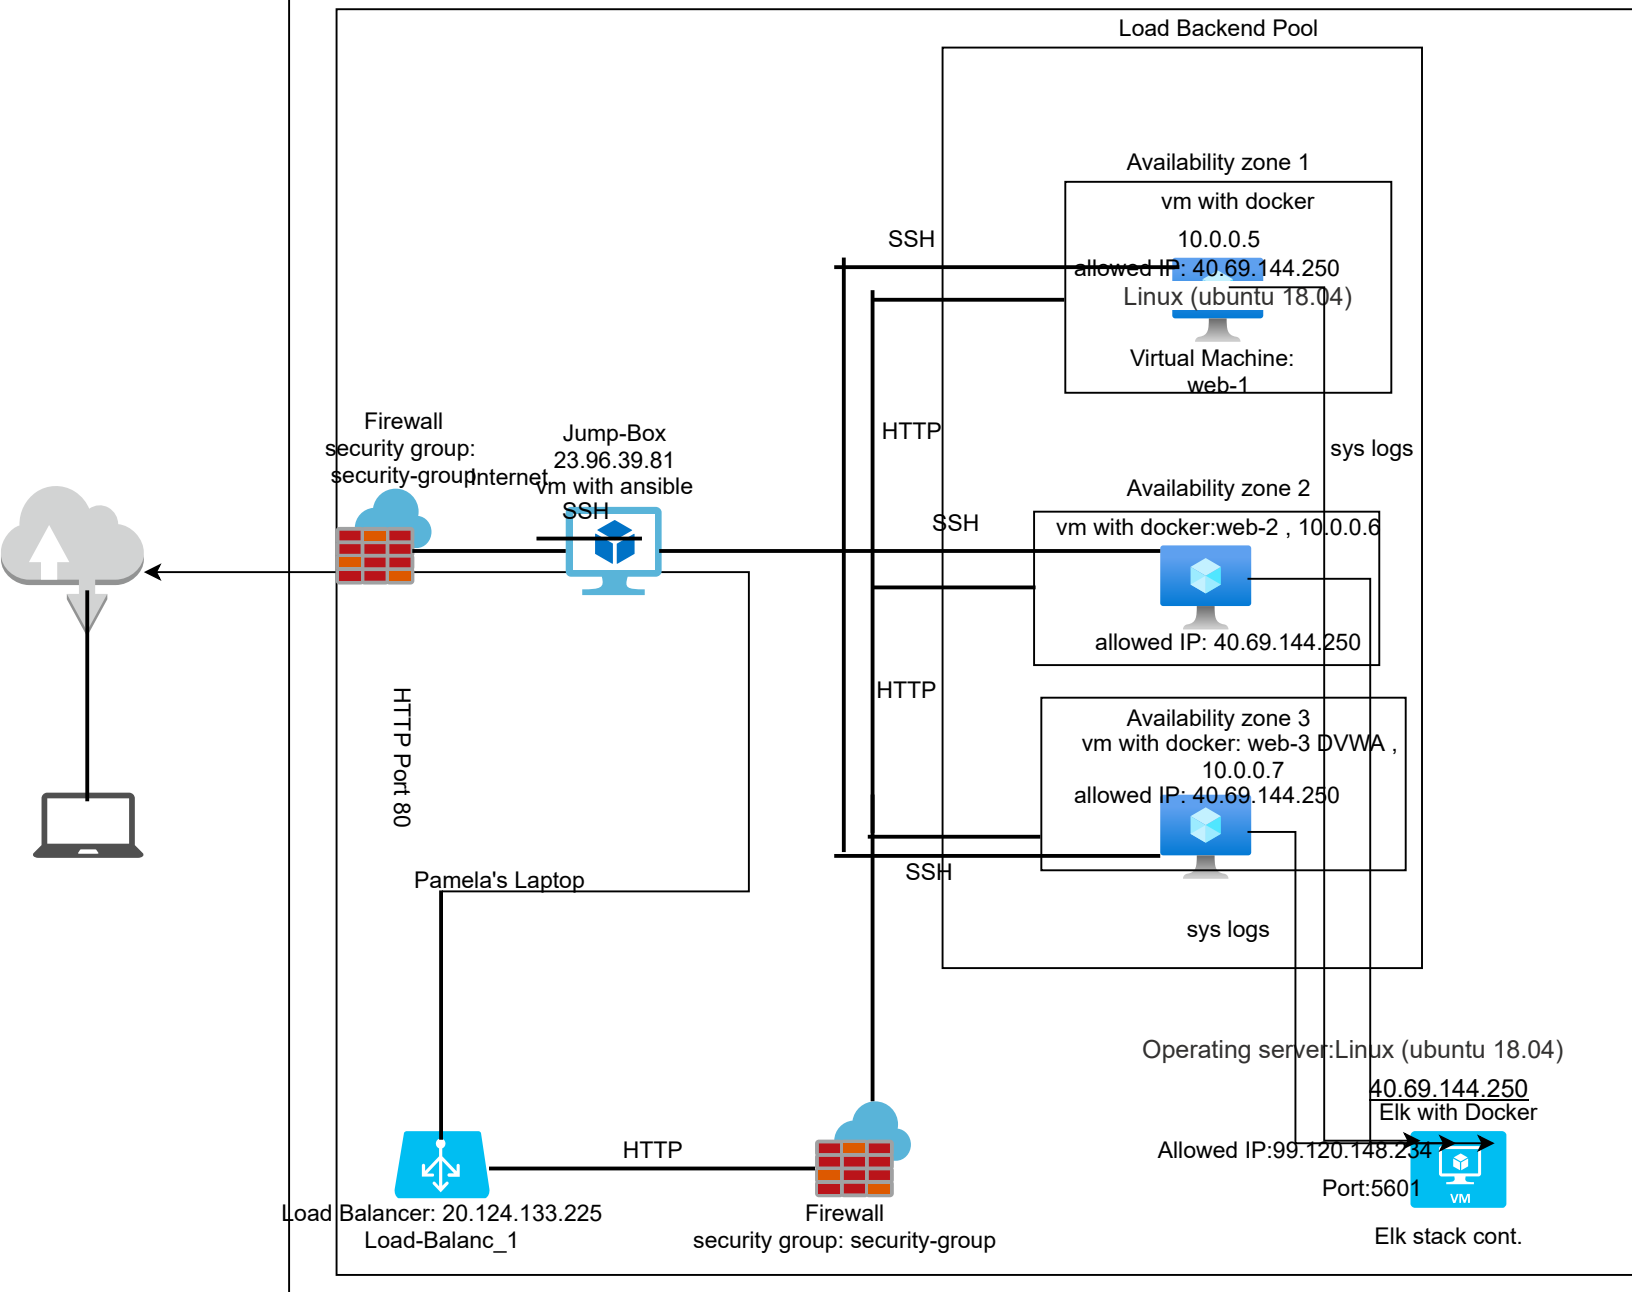 Load Backend Pool
Availability zone 1
vm with docker
10.0.0.5
allowed IP: 40.69.144.250
Linux (ubuntu 18.04)
Virtual Machine:
web-1
SSH
HTTP
sys logs
Firewall
security group:
security-group
Internet
Jump-Box
23.96.39.81
vm with ansible
SSH
SSH
Availability zone 2
vm with docker:web-2 , 10.0.0.6
allowed IP: 40.69.144.250
HTTP
HTTP Port 80
Availability zone 3
vm with docker: web-3 DVWA ,
10.0.0.7
allowed IP: 40.69.144.250
SSH
Pamela's Laptop
sys logs
Operating server:Linux (ubuntu 18.04)
40.69.144.250
Elk with Docker
Allowed IP:99.120.148.234
Port:5601
VM
Elk stack cont.
HTTP
Load Balancer: 20.124.133.225
Load-Balanc_1
Firewall
security group: security-group